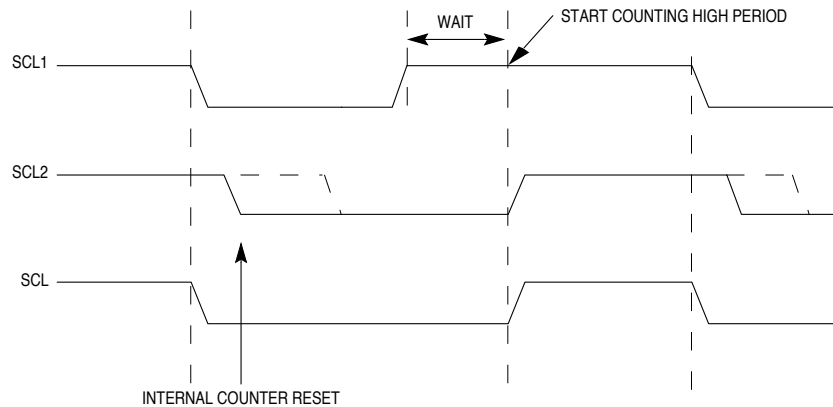 WAIT
START COUNTING HIGH PERIOD
SCL1
SCL2
SCL
INTERNAL COUNTER RESET